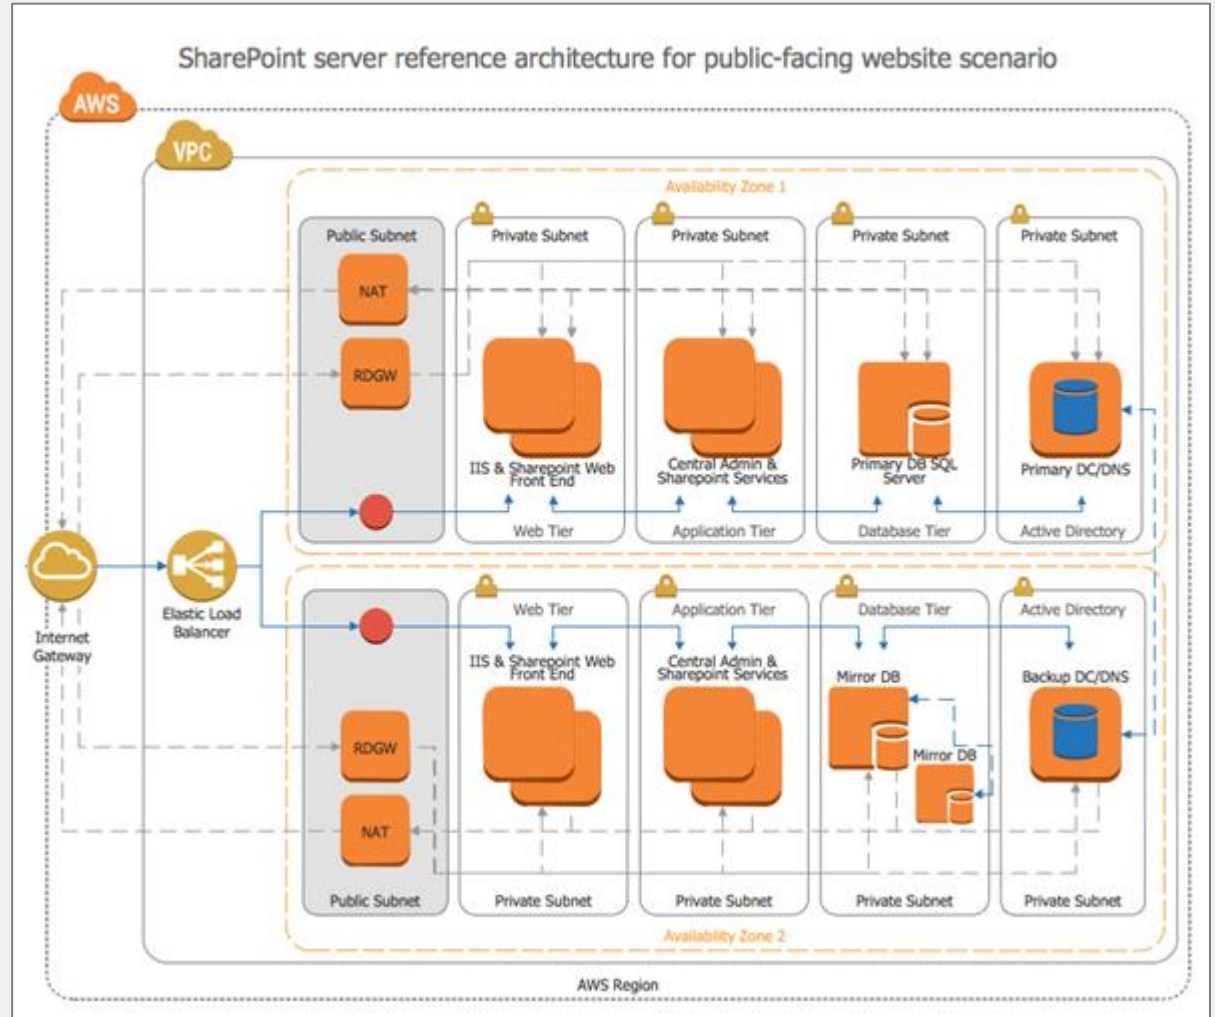 SharePoint server reference architecture for public-facing website scenario
AWS
VPC
Availability Zone 1
Public Subnet
Private Subnet
Private Subnet
Private Subnet
Private Subnet
NAT
RDGW
IIS & Sharepoint Web
Front End
Central Admin &
Sharepoint Services
Primary DB SQL
Server
Primary DC/DNS
Web Tier
Application Tier
Database Tier
Active Directory
Internet
Gateway
Elastic Load
Balancer
Web Tier
Application Tier
Database Tier
Active Directory
IIS & Sharepoint Web
Front End
Central Admin &
Sharepoint Services
Mirror DB
Backup DC/DNS
RDGW
Mirror DB
NAT
Public Subnet
Private Subnet
Private Subnet
Private Subnet
Private Subnet
Availability Zone 2
AWS Region